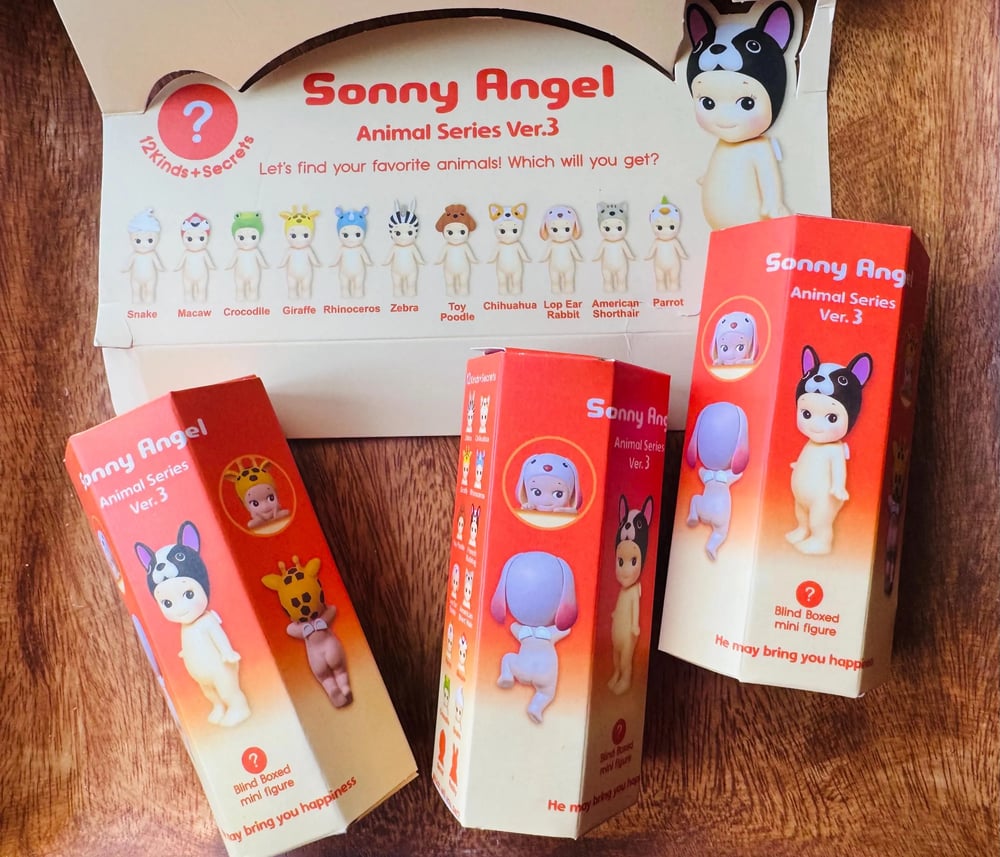 ?
12Kinds+Secrets
Sonny Angel
Animal Series Ver.3
Let's find your favorite animals! Which will you get?
Snake
Macaw
Crocodile
Giraffe
Rhinoceros
Zebra
Toy
Poodle
Chihuahua
Lop Ear
Rabbit
American
Shorthair
Parrot
Sonny Angel
Animal Series
Ver.3
?
Blind Boxed
mini figure
may bring you happiness
Sonny Ang
Animal Series
Ver. 3
?
Blind Boxed
mini figure
He may bring you hap
Sonny Ang
Animal Series
Ver. 3
?
Blind Boxed
mini figure
He may bring you happin